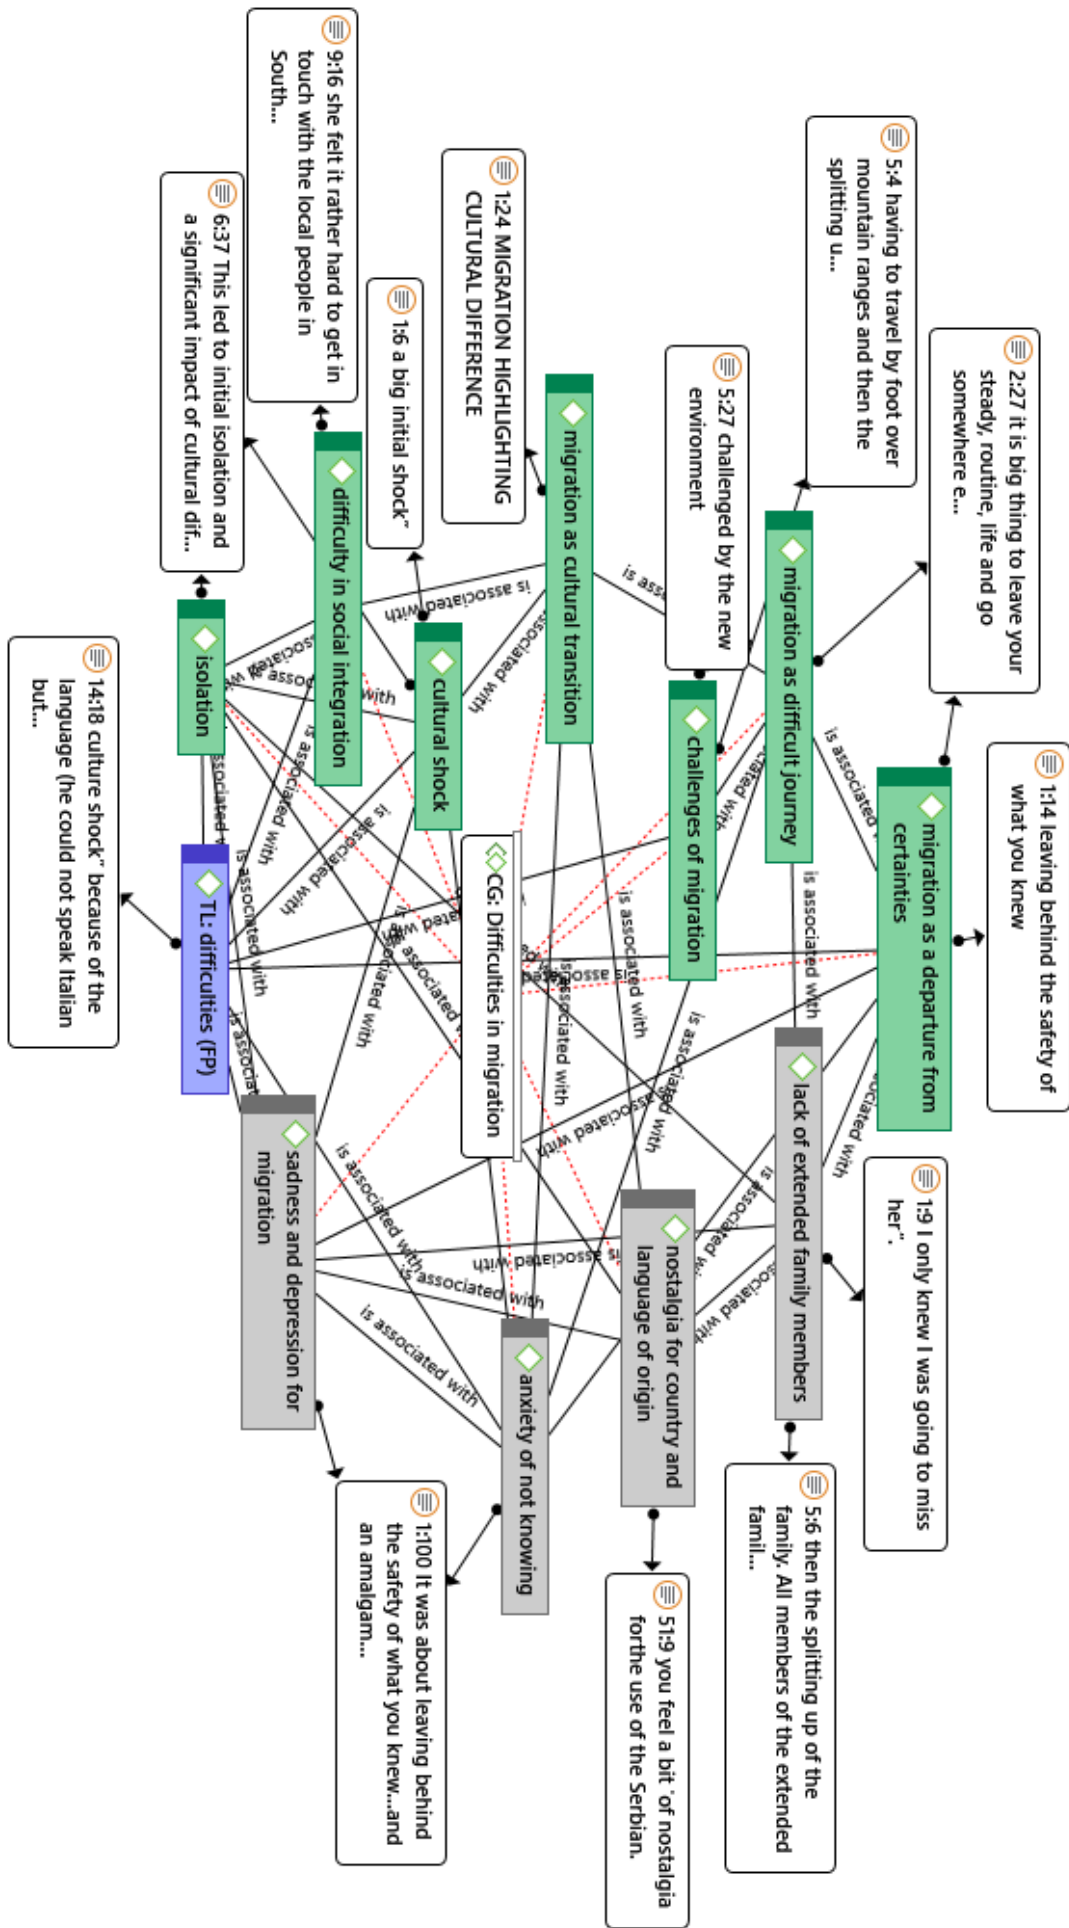 1:14 leaving behind the safety of
what you knew
2:27 it is big thing to leave your
steady, routine, life and go
somewhere e...
5:4 having to travel by foot over
mountain ranges and then the
splitting u...
migration as a departure from
certainties
1:9 I only knew I was going to miss
her".
migration as difficult journey
lack of extended family members
5:6 then the splitting up of the
family. All members of the extended
famil...
5:27 challenged by the new
environment
challenges of migration
nostalgia for country and
language of origin
51:9 you feel a bit 'of nostalgia
forthe use of the Serbian.
migration as cultural transition
1:24 MIGRATION HIGHLIGHTING
CULTURAL DIFFERENCE
CG: Difficulties in migration
anxiety of not knowing
1:6 a big initial shock"
cultural shock
1:100 It was about leaving behind
the safety of what you knew...and
an amalgam...
9:16 she felt it rather hard to get in
touch with the local people in
South...
difficulty in social integration
sadness and depression for
migration
6:37 This led to initial isolation and
a significant impact of cultural dif...
isolation
TL: difficulties (FP)
14:18 culture shock" because of the
language (he could not speak Italian
but...
is associated with
is associated with
is associated with
is associated with
is associated with
is associated with
is associated with
is associated with
is associated with
is associated with
is associated with
is associated with